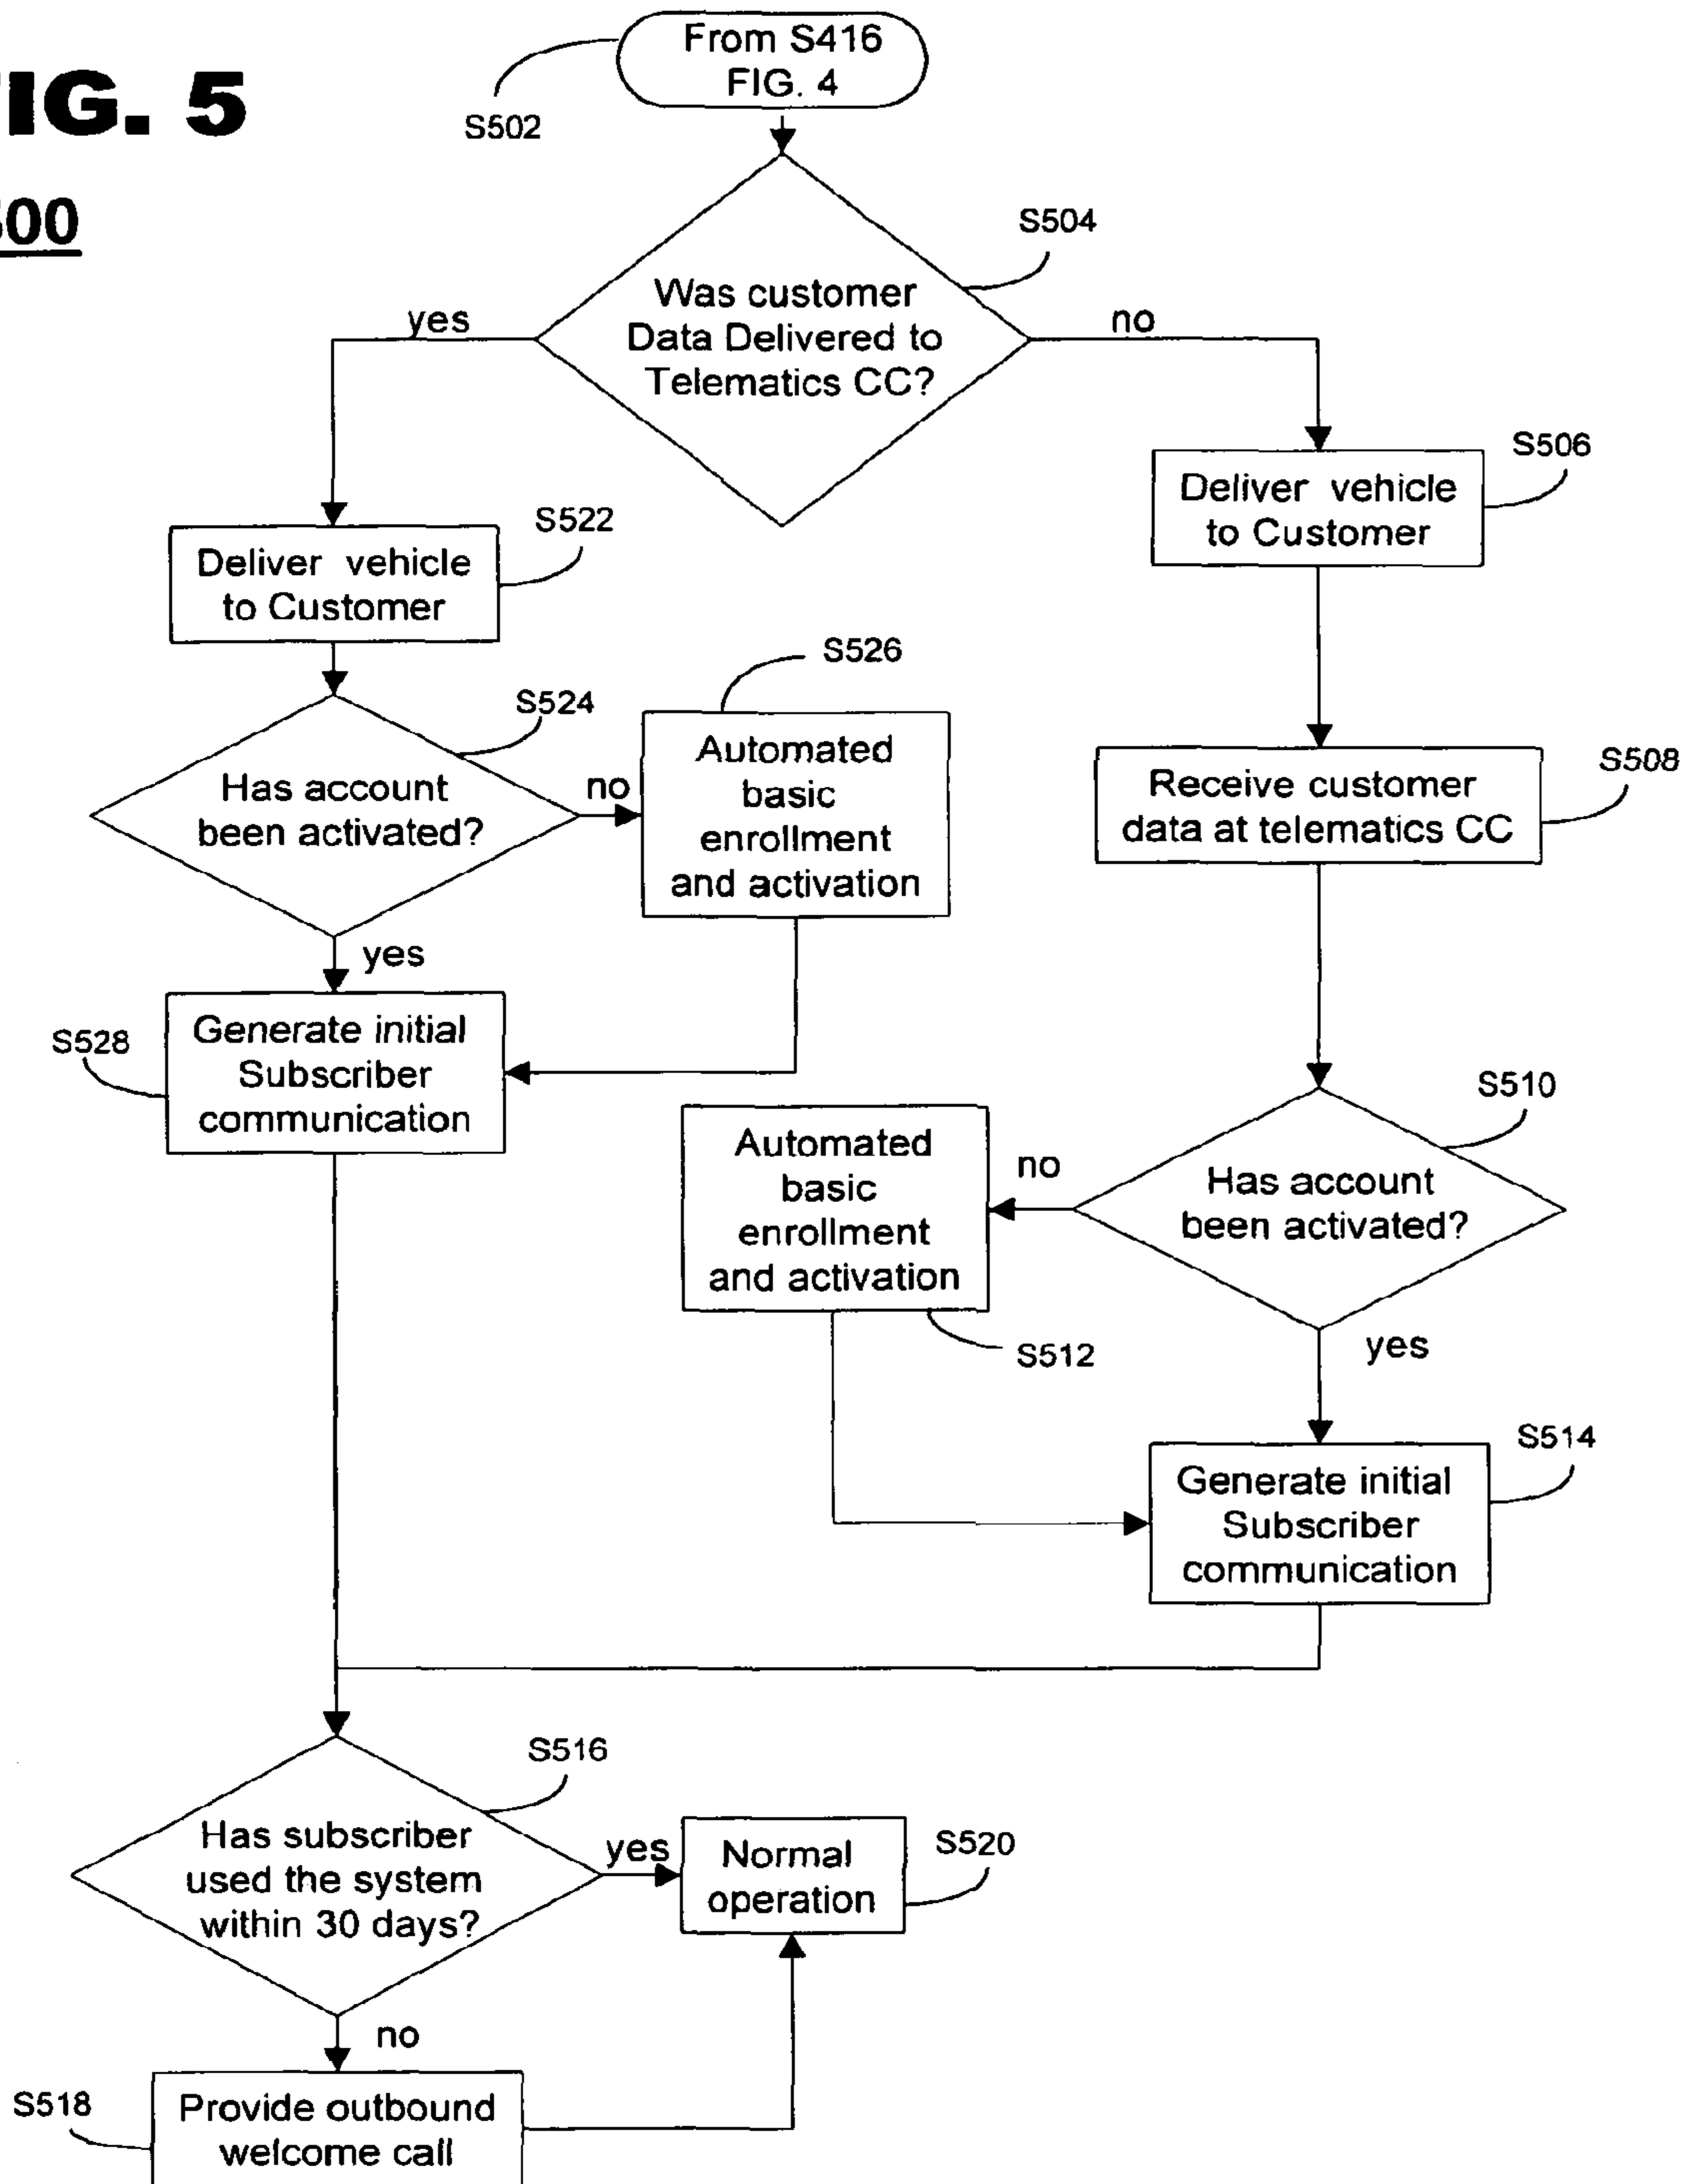 FIG. 5
500
From S416
FIG. 4
S502
S504
Was customer
Data Delivered to
Telematics CC?
yes
no
S506
Deliver vehicle
to Customer
S522
Deliver vehicle
to Customer
S526
S524
Automated
basic
enrollment
and activation
Has account
been activated?
no
S508
Receive customer
data at telematics CC
yes
S528
Generate initial
Subscriber
communication
S510
Automated
basic
enrollment
and activation
no
Has account
been activated?
S512
yes
S514
Generate initial
Subscriber
communication
S516
Has subscriber
used the system
within 30 days?
yes
Normal
operation
S520
no
S518
Provide outbound
welcome call